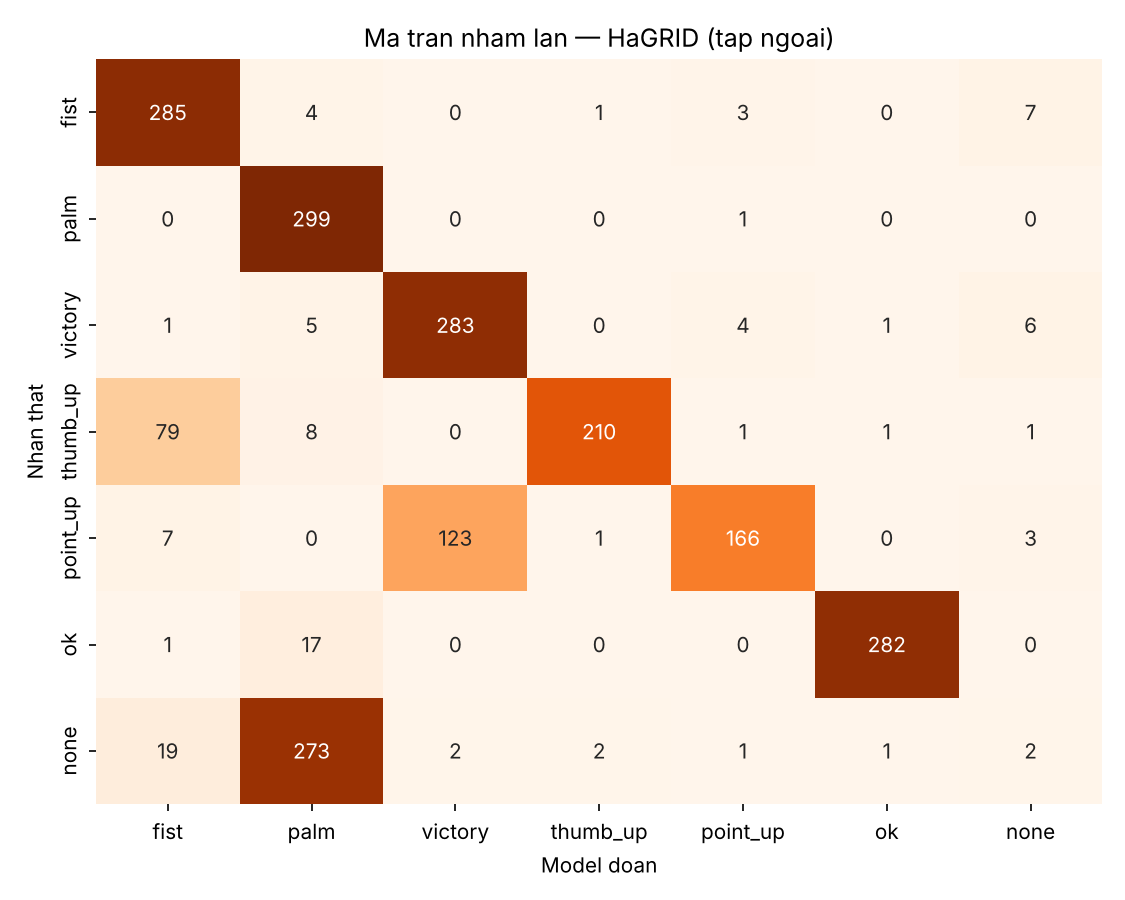 Ma tran nham lan — HaGRID (tap ngoai)
Nhan that
fist 285 4 0 1 3 0 7
palm 0 299 0 0 1 0 0
victory 1 5 283 0 4 1 6
thumb_up 79 8 0 210 1 1 1
point_up 7 0 123 1 166 0 3
ok 1 17 0 0 0 282 0
none 19 273 2 2 1 1 2
fist palm victory thumb_up point_up ok none
Model doan